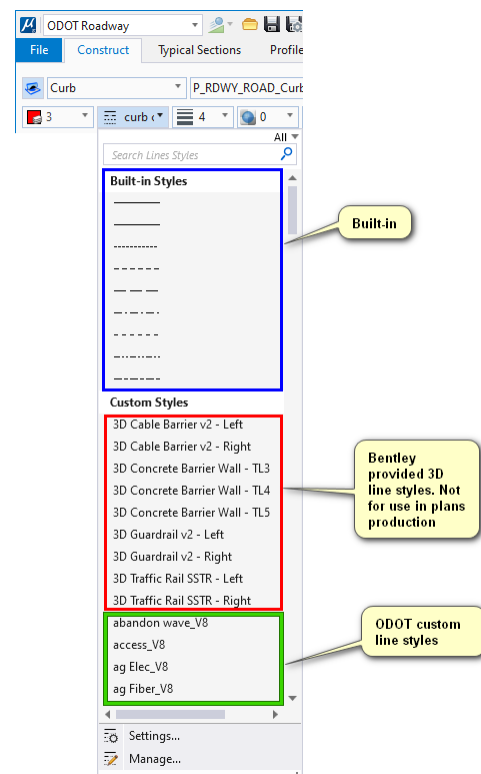 ODOT Roadway
File Construct Typical Sections Profile
Curb P_RDWY_ROAD_Curb
3 curb 4 0
All
Search Lines Styles
Built-in Styles
Built-in
Custom Styles
3D Cable Barrier v2 - Left
3D Cable Barrier v2 - Right
3D Concrete Barrier Wall - TL3
3D Concrete Barrier Wall - TL4
3D Concrete Barrier Wall - TL5
3D Guardrail v2 - Left
3D Guardrail v2 - Right
3D Traffic Rail SSTR - Left
3D Traffic Rail SSTR - Right
Bentley
provided 3D
line styles. Not
for use in plans
production
abandon wave_V8
access_V8
ag Elec_V8
ag Fiber_V8
ODOT custom
line styles
Settings...
Manage...